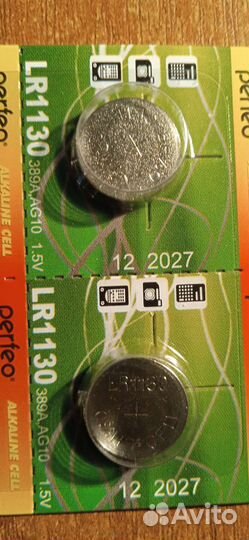 perfeo
ALKALINE CELL
LR1130
389A, AG10 1.5V
12 2027
perfeo
ALKALINE CELL
LR1130
389A, AG10 1.5V
LR1130
12 2027
Avito